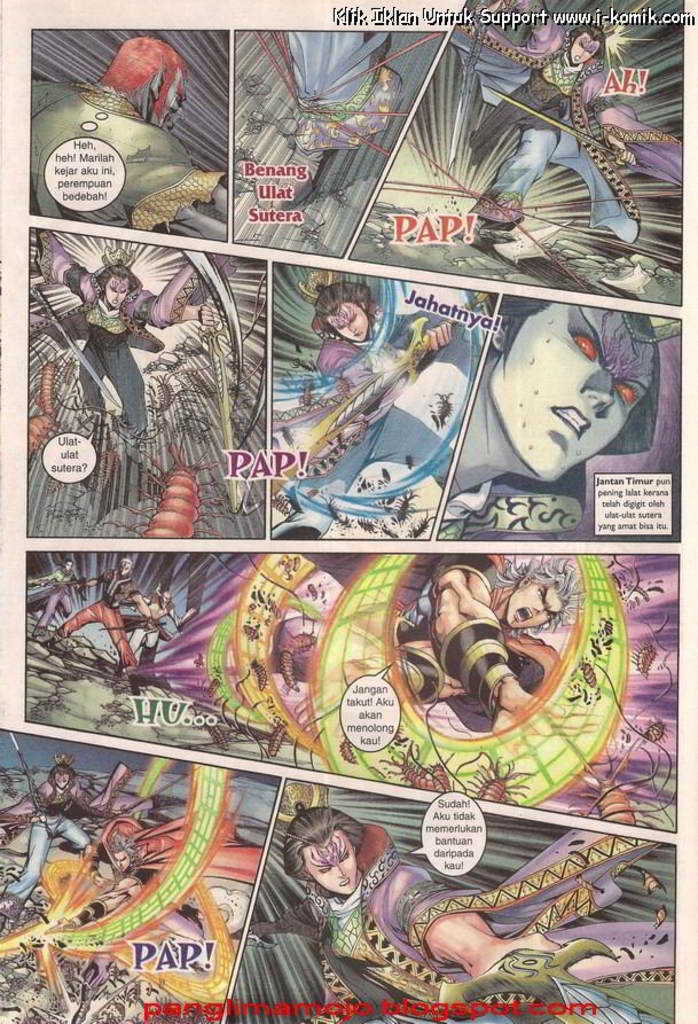 Klik Iklan Untuk Support www.i-komik.com
Heh,
heh! Marilah
kejar aku ini,
perempuan
bedebah!
Benang
Ulat
Sutera
AH!
PAP!
Ulat-
ulat
sutera?
PAP!
Jahatnya!
Jantan Timur pun
pening lalat kerana
telah digigit oleh
ulat-ulat sutera
yang amat bisa itu.
HU...
Jangan
takut! Aku
akan
menolong
kau!
PAP!
Sudah!
Aku tidak
memerlukan
bantuan
daripada
kau!
panglimamojo.blogspot.com